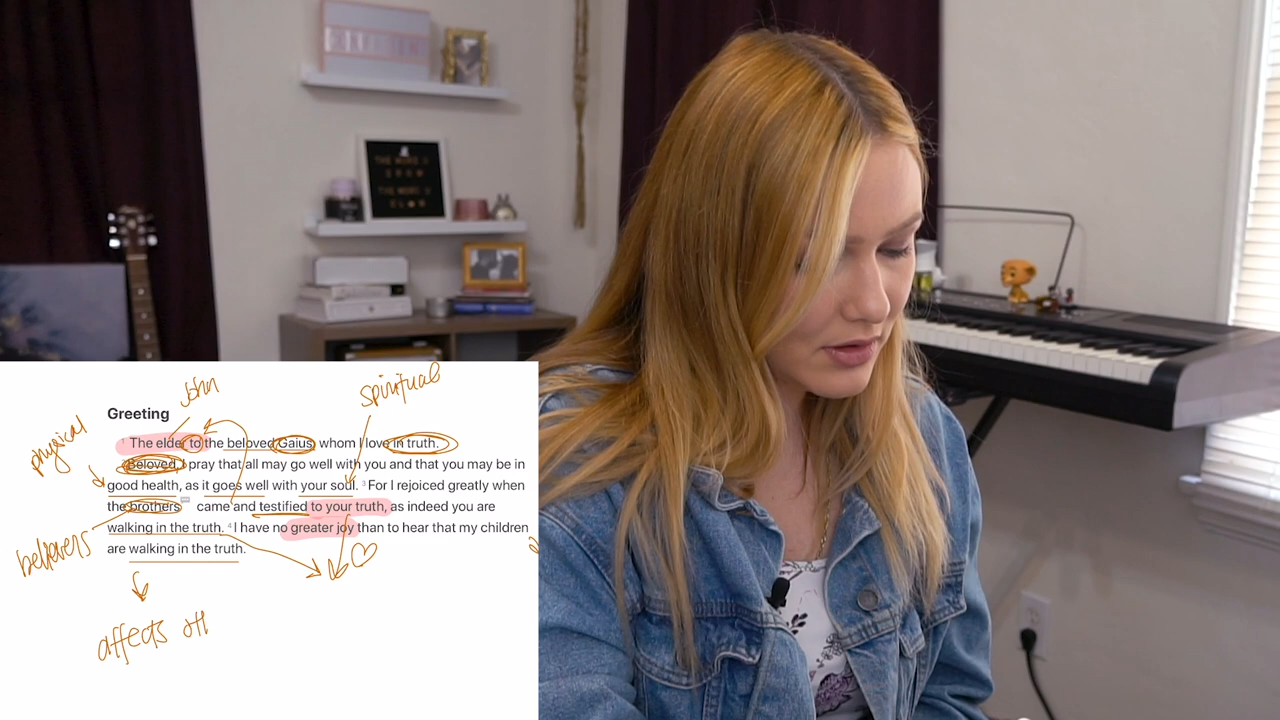 THE MORE U
THE MORE U
John
spiritual
physical
Greeting
1 The elder to the beloved Gaius, whom I love in truth.
Beloved, I pray that all may go well with you and that you may be in
good health, as it goes well with your soul. 3 For I rejoiced greatly when
the brothers came and testified to your truth, as indeed you are
walking in the truth. 4 I have no greater joy than to hear that my children
are walking in the truth.
believers
affects oth